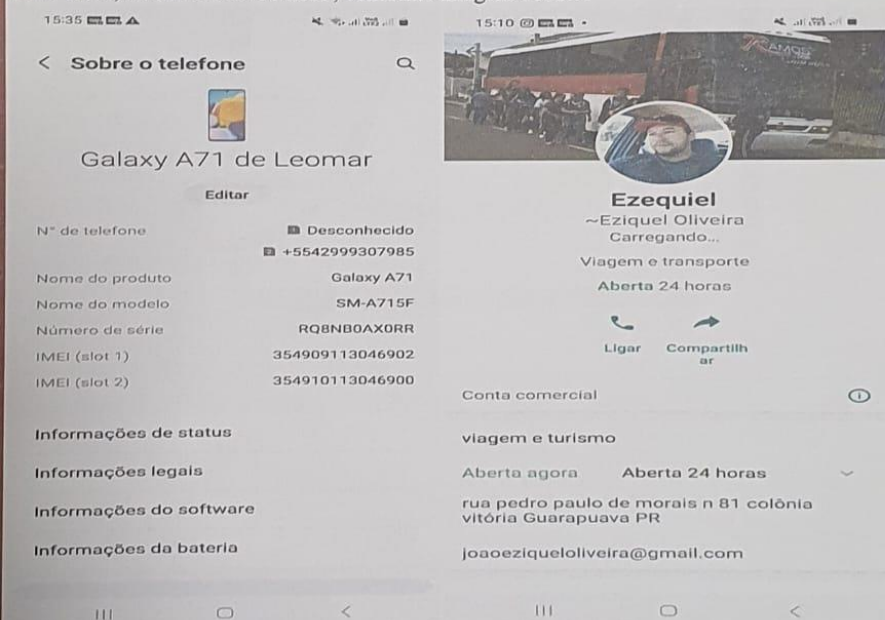 15:35
Sobre o telefone
Galaxy A71 de Leomar
Editar
N° de telefone
Desconhecido
+5542999307985
Nome do produto Galaxy A71
Nome do modelo SM-A715F
Número de série RQ8NB0AX0RR
IMEI (slot 1) 354909113046902
IMEI (slot 2) 354910113046900
Informações de status
Informações legais
Informações do software
Informações da bateria
15:10
Ezequiel
~Eziquel Oliveira
Carregando...
Viagem e transporte
Aberta 24 horas
Ligar Compartilh
ar
Conta comercial
viagem e turismo
Aberta agora Aberta 24 horas
rua pedro paulo de morais n 81 colônia
vitória Guarapuava PR
joaoeziqueloliveira@gmail.com